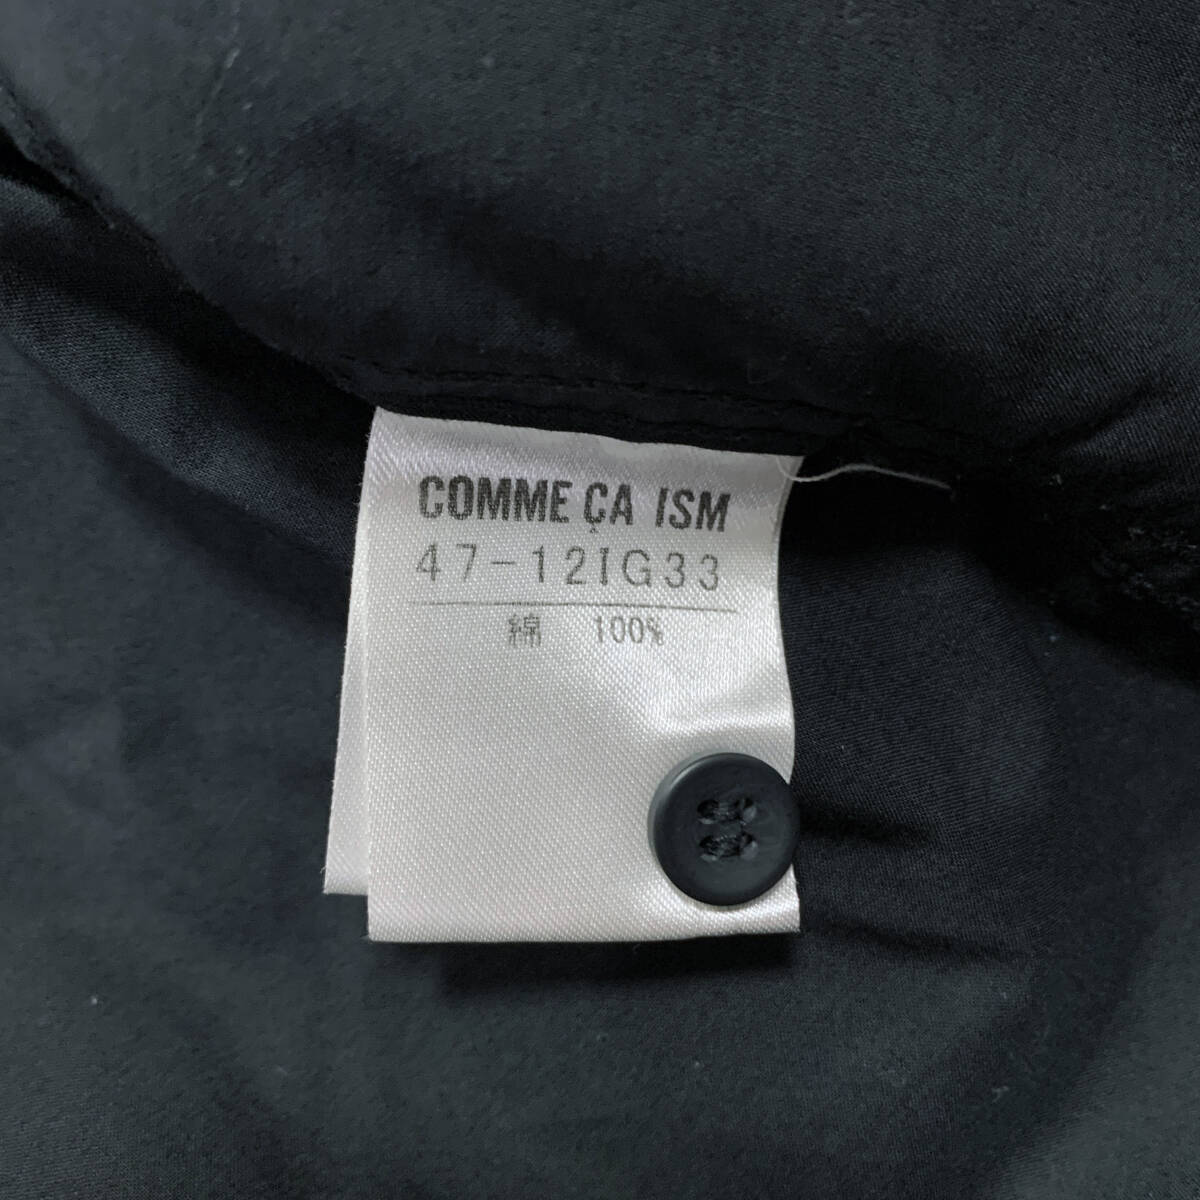 COMME ÇA ISM
47-12IG33
綿 100%